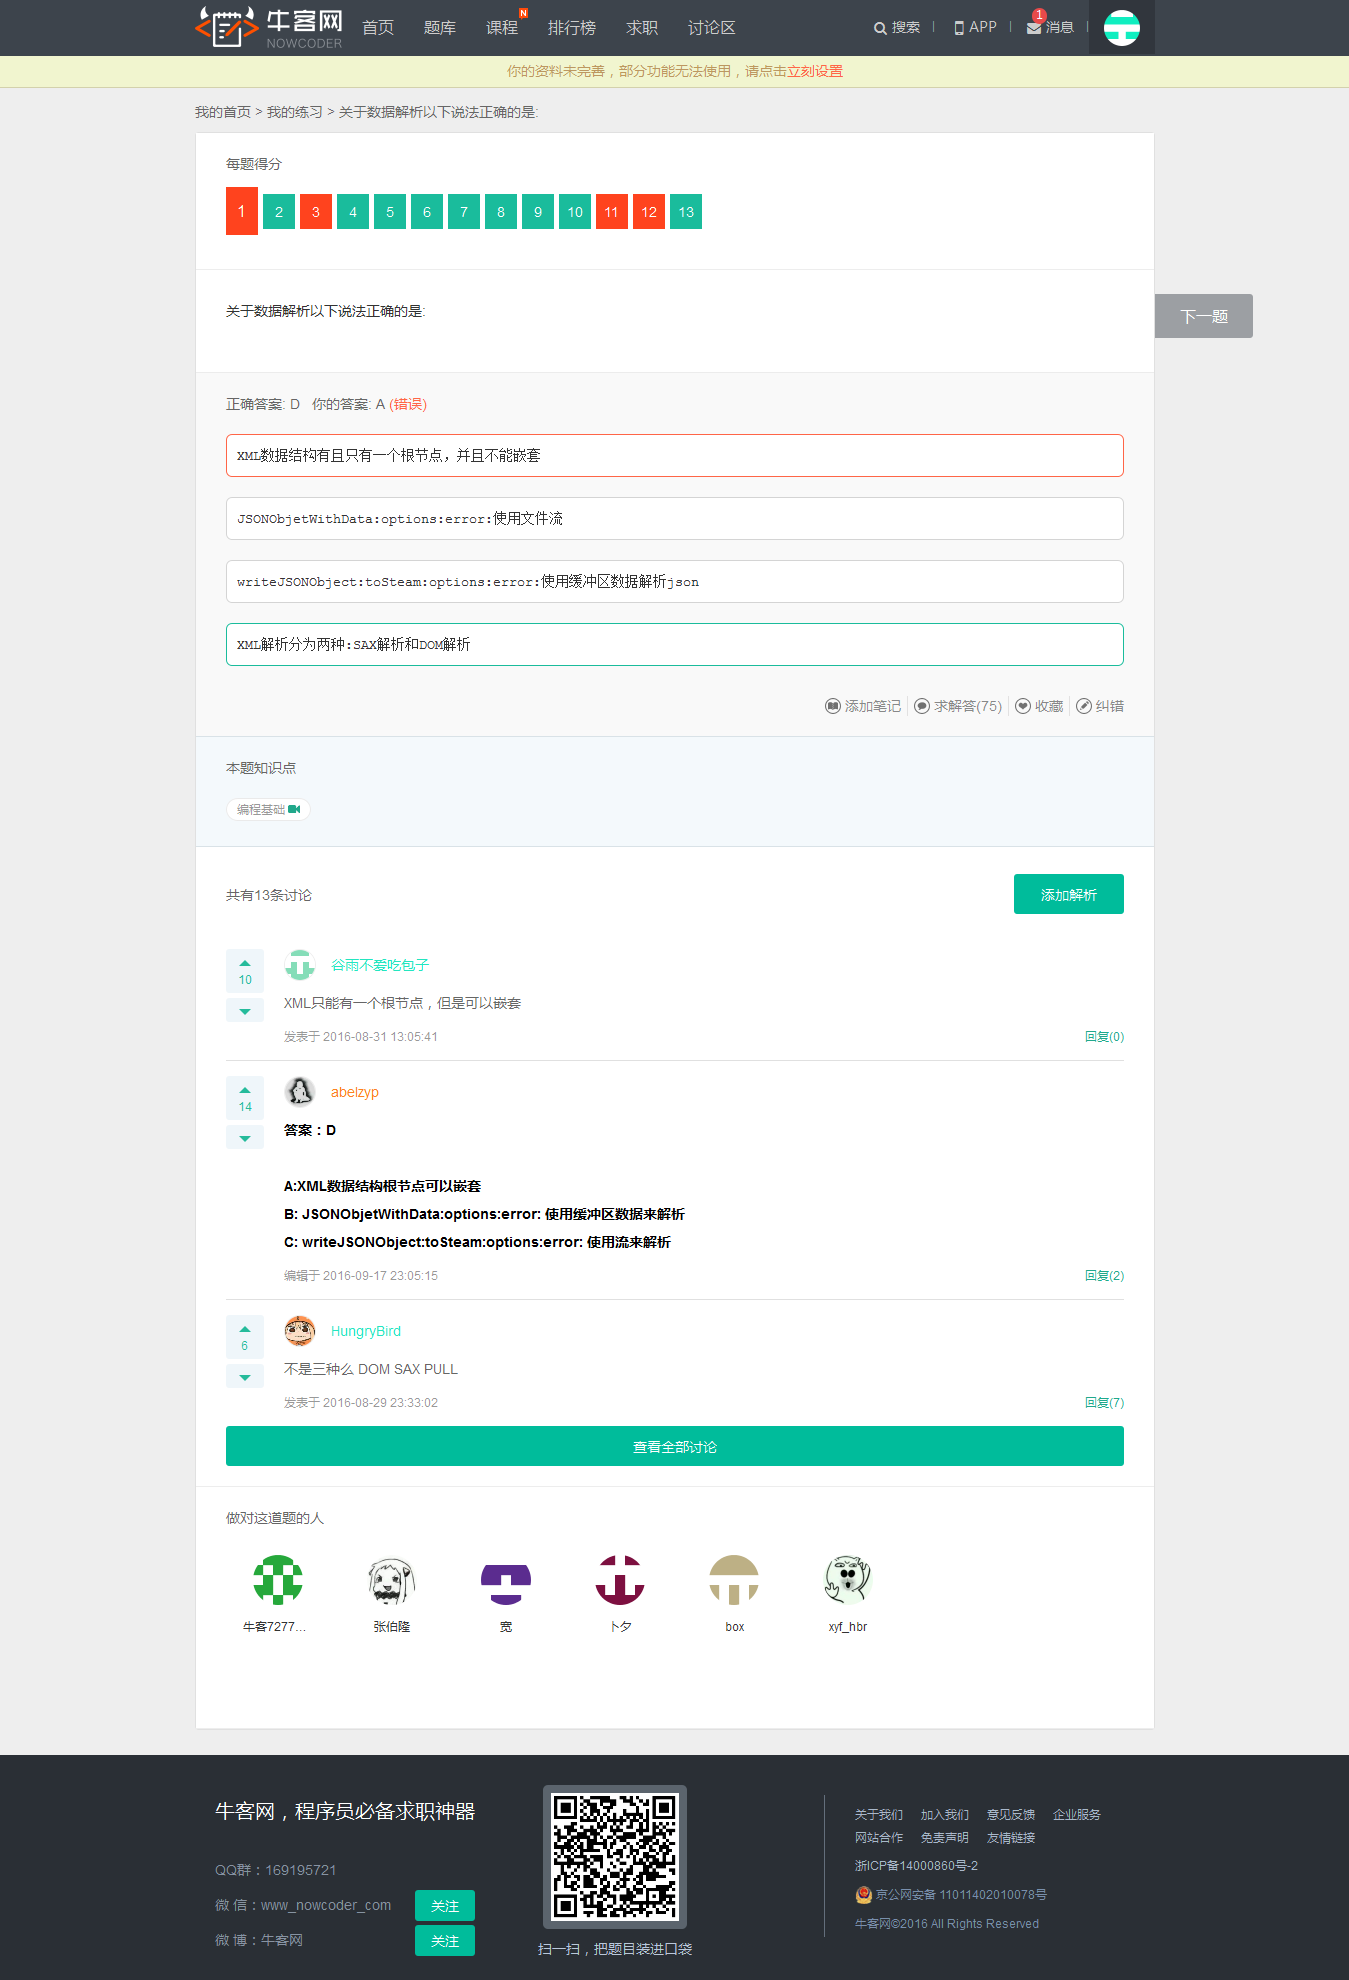 牛客网
NOWCODER
首页 题库 课程 N 排行榜 求职 讨论区 搜索 APP 消息 1
你的资料未完善，部分功能无法使用，请点击立刻设置
我的首页 > 我的练习 > 关于数据解析以下说法正确的是:
每题得分
1 2 3 4 5 6 7 8 9 10 11 12 13
关于数据解析以下说法正确的是:
下一题
正确答案: D 你的答案: A (错误)
XML数据结构有且只有一个根节点，并且不能嵌套
JSONObjetWithData:options:error:使用文件流
writeJSONObject:toSteam:options:error:使用缓冲区数据解析json
XML解析分为两种:SAX解析和DOM解析
添加笔记 求解答(75) 收藏 纠错
本题知识点
编程基础
共有13条讨论
添加解析
10
谷雨不爱吃包子
XML只能有一个根节点，但是可以嵌套
发表于 2016-08-31 13:05:41 回复(0)
14
abelzyp
答案：D
A:XML数据结构根节点可以嵌套
B: JSONObjetWithData:options:error: 使用缓冲区数据来解析
C: writeJSONObject:toSteam:options:error: 使用流来解析
编辑于 2016-09-17 23:05:15 回复(2)
6
HungryBird
不是三种么 DOM SAX PULL
发表于 2016-08-29 23:33:02 回复(7)
查看全部讨论
做对这道题的人
牛客7277... 张伯隆 宽 卜夕 box xyf_hbr
牛客网，程序员必备求职神器
QQ群：169195721
微 信：www_nowcoder_com 关注
微 博：牛客网 关注
扫一扫，把题目装进口袋
关于我们 加入我们 意见反馈 企业服务
网站合作 免责声明 友情链接
浙ICP备14000860号-2
京公网安备 11011402010078号
牛客网©2016 All Rights Reserved